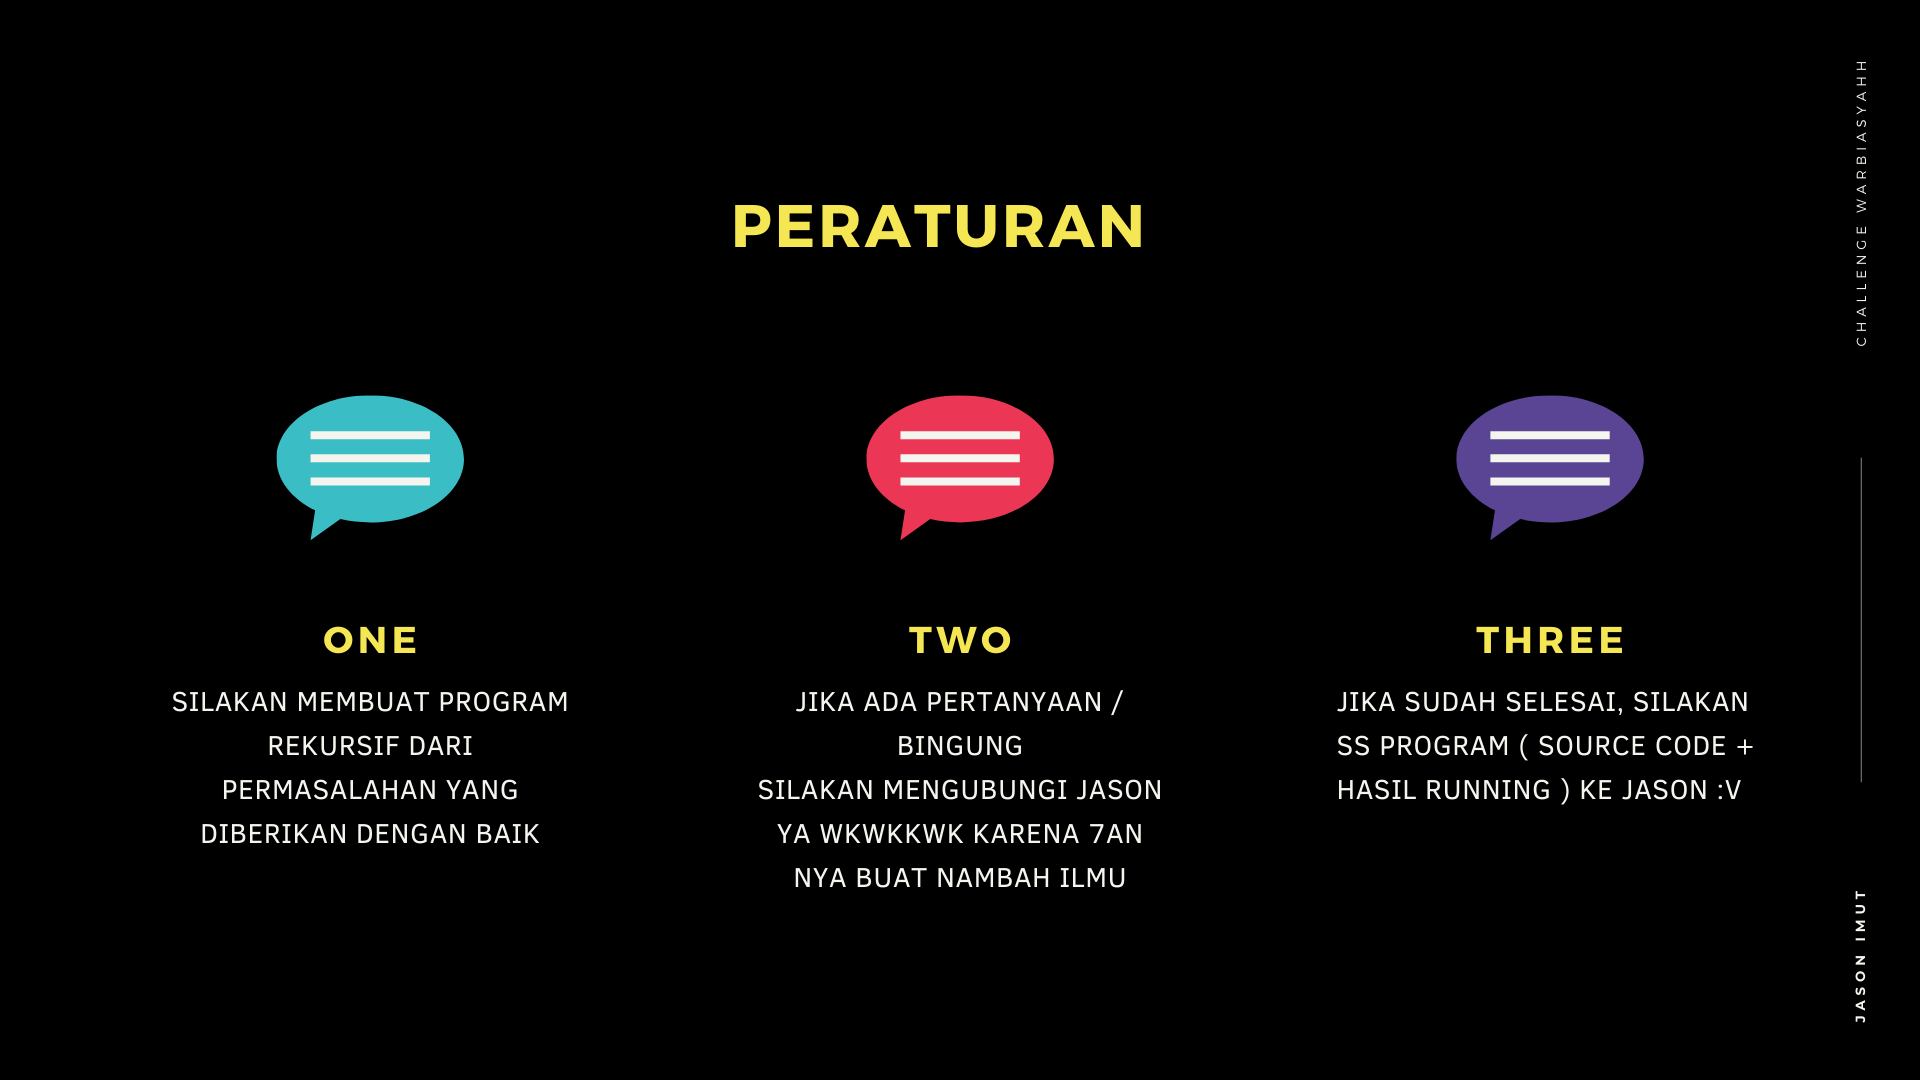 CHALLENGE WARBIASYAHH
PERATURAN
ONE
SILAKAN MEMBUAT PROGRAM
REKURSIF DARI
PERMASALAHAN YANG
DIBERIKAN DENGAN BAIK
TWO
JIKA ADA PERTANYAAN /
BINGUNG
SILAKAN MENGUBUNGI JASON
YA WKWKKWK KARENA 7AN
NYA BUAT NAMBAH ILMU
THREE
JIKA SUDAH SELESAI, SILAKAN
SS PROGRAM ( SOURCE CODE +
HASIL RUNNING ) KE JASON :V
JASON IMUT